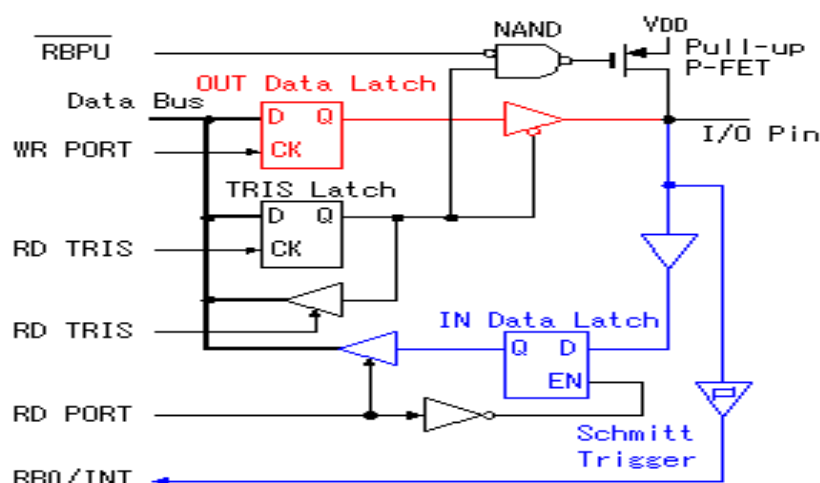 NAND
VDD
RBPU
Pull-up
P-FET
OUT Data Latch
Data Bus
D Q
I/O Pin
WR PORT
CK
TRIS Latch
D Q
RD TRIS
CK
RD TRIS
IN Data Latch
Q D
EN
RD PORT
Schmitt
Trigger
RB0/INT